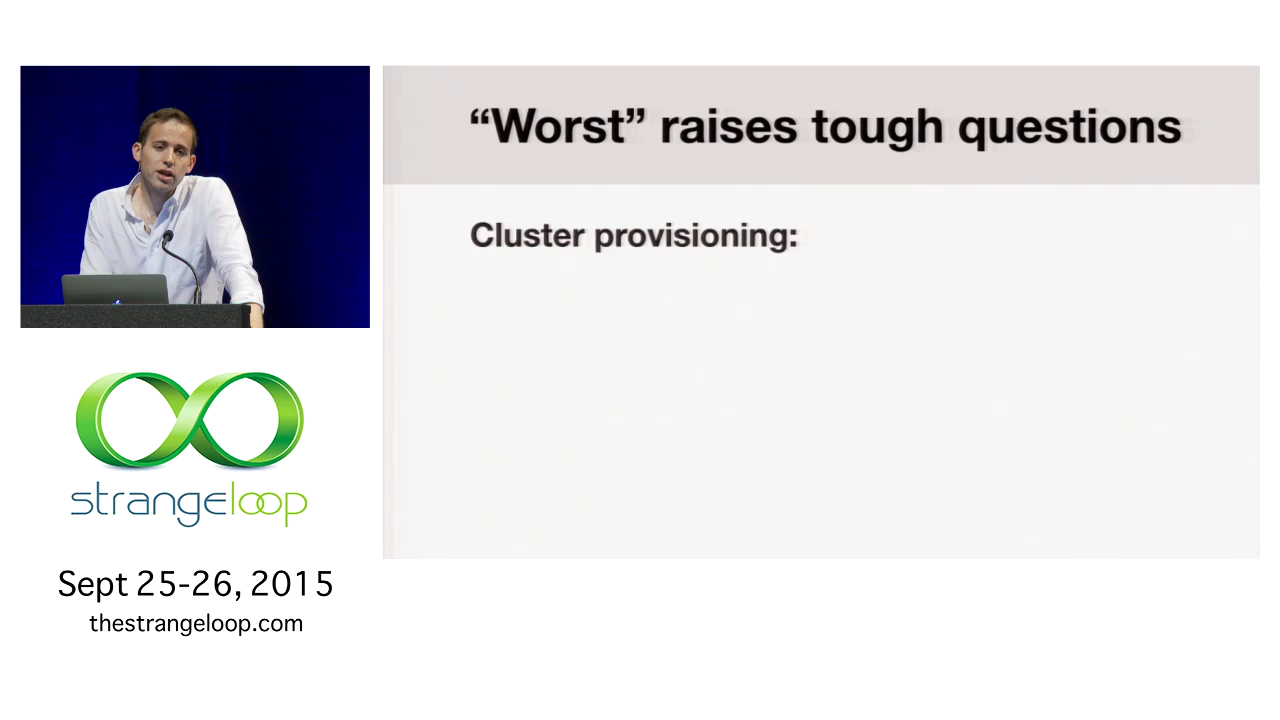 “Worst” raises tough questions
Cluster provisioning:
strangeloop
Sept 25-26, 2015
thestrangeloop.com